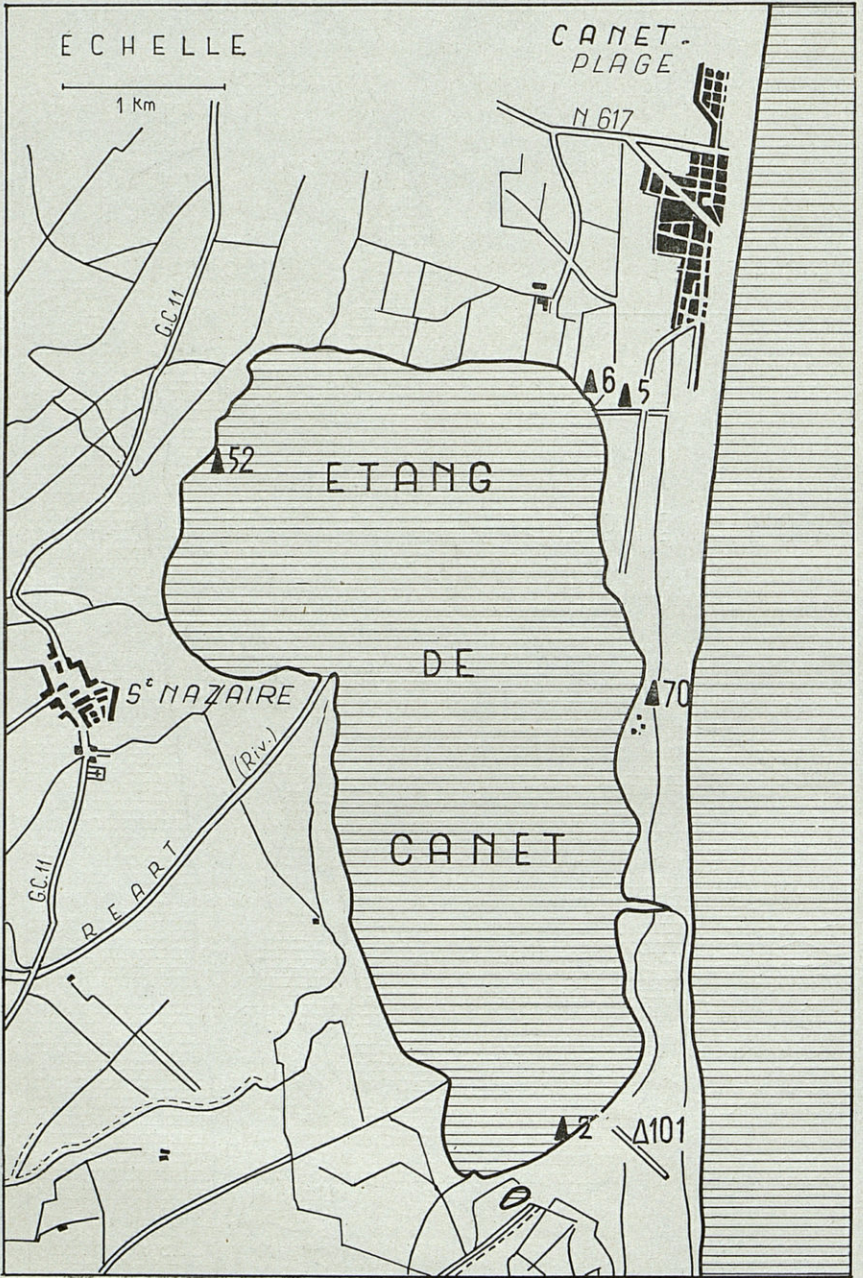 ECHELLE
1 Km
CANET-
PLAGE
N 617
G.C.11
6
5
52
ETANG
DE
Sᵗ NAZAIRE
70
(Riv.)
CANET
G.C.11
REART
2
101